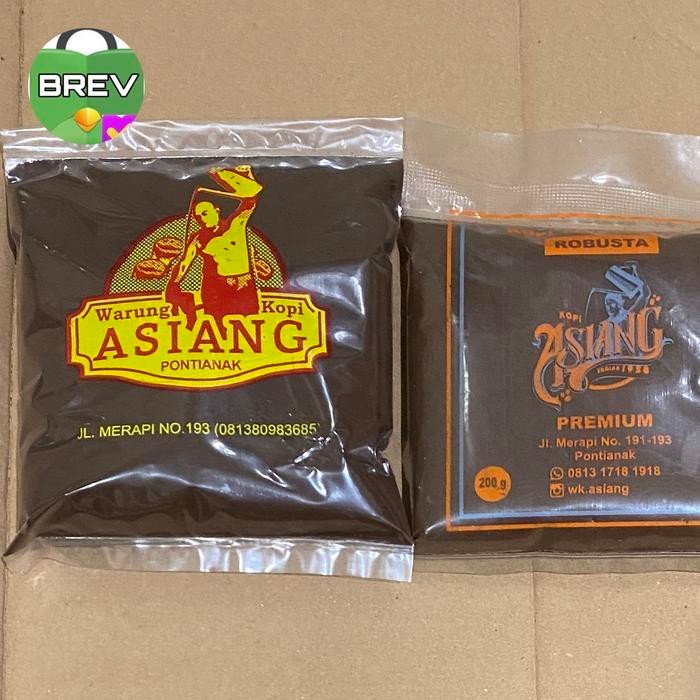 BREV
Warung Kopi
ASIANG
PONTIANAK
JL. MERAPI NO.193 (081380983685)
ROBUSTA
KOPI
ASIANG
1958
PREMIUM
Jl. Merapi No. 191-193
Pontianak
0813 1718 1918
wk.asiang
200 g